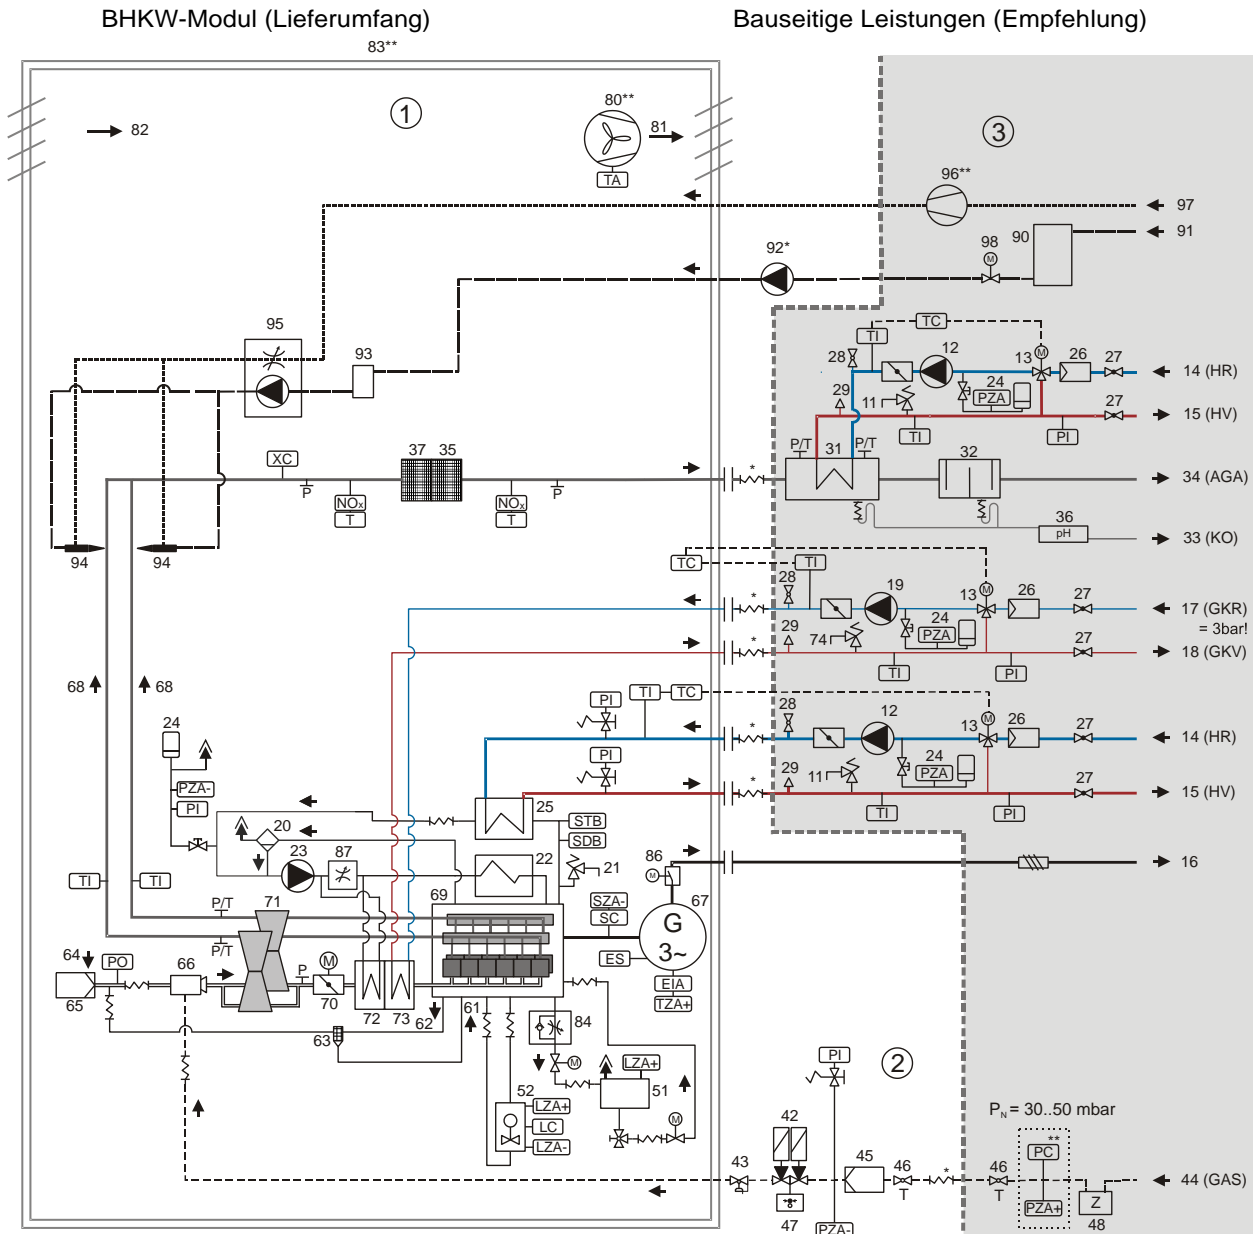 BHKW-Modul (Lieferumfang)
Bauseitige Leistungen (Empfehlung)
83**
1
80**
81
82
TA
3
96**
97
98
90
91
M
92*
95
93
TC
TI
28
12
13
M
26
27
14 (HR)
24
PZA
29
11
27
15 (HV)
TI
PI
XC
37 35
P/T
31
P/T
32
34 (AGA)
P
NOx
T
NOx
T
P
*
36
pH
33 (KO)
94
94
TC
TI
28
19
13
M
26
27
17 (GKR)
= 3bar!
*
24
PZA
29
74
27
18 (GKV)
*
TI
PI
68
68
PI
TI
TC
28
12
13
M
26
27
14 (HR)
*
24
PZA
24
PZA-
PI
PI
29
11
27
15 (HV)
*
TI
PI
25
STB
SDB
20
23
87
22
21
86
M
16
TI
TI
71
P/T
P/T
69
SZA-
SC
67
G
3~
ES
EIA
TZA+
64
PO
66
P
M
65
70
72
73
62
61
63
84
M
LZA+
51
M
52
LZA+
LC
LZA-
2
PI
PN = 30..50 mbar
**
PC
PZA+
42
43
45
46
T
*
46
T
44 (GAS)
Z
48
47
PZA-